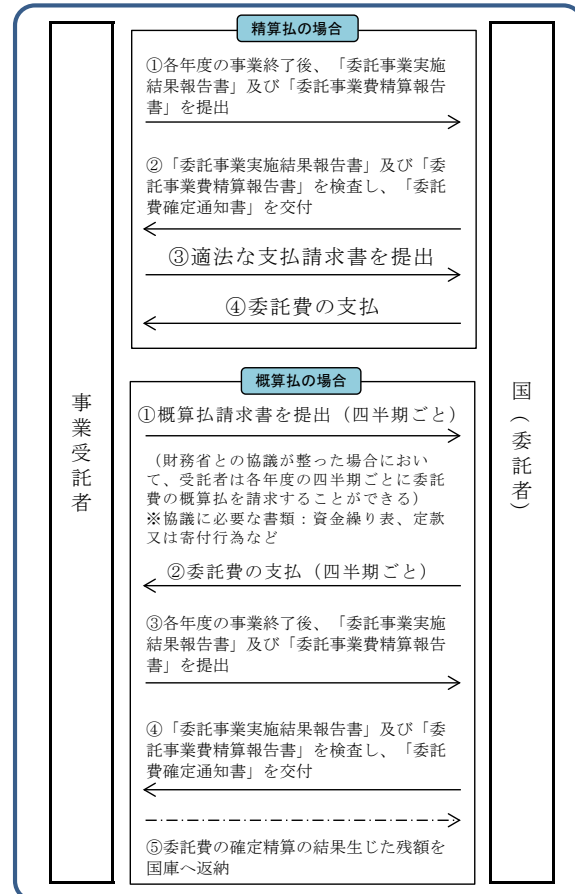 精算払の場合
①各年度の事業終了後、「委託事業実施
結果報告書」及び「委託事業費精算報告
書」を提出
②「委託事業実施結果報告書」及び「委
託事業費精算報告書」を検査し、「委託
費確定通知書」を交付
③適法な支払請求書を提出
④委託費の支払
事業受託者
国（委託者）
概算払の場合
①概算払請求書を提出（四半期ごと）
（財務省との協議が整った場合におい
て、受託者は各年度の四半期ごとに委託
費の概算払を請求することができる）
※協議に必要な書類：資金繰り表、定款
又は寄付行為など
②委託費の支払（四半期ごと）
③各年度の事業終了後、「委託事業実施
結果報告書」及び「委託事業費精算報告
書」を提出
④「委託事業実施結果報告書」及び「委
託事業費精算報告書」を検査し、「委託
費確定通知書」を交付
⑤委託費の確定精算の結果生じた残額を
国庫へ返納